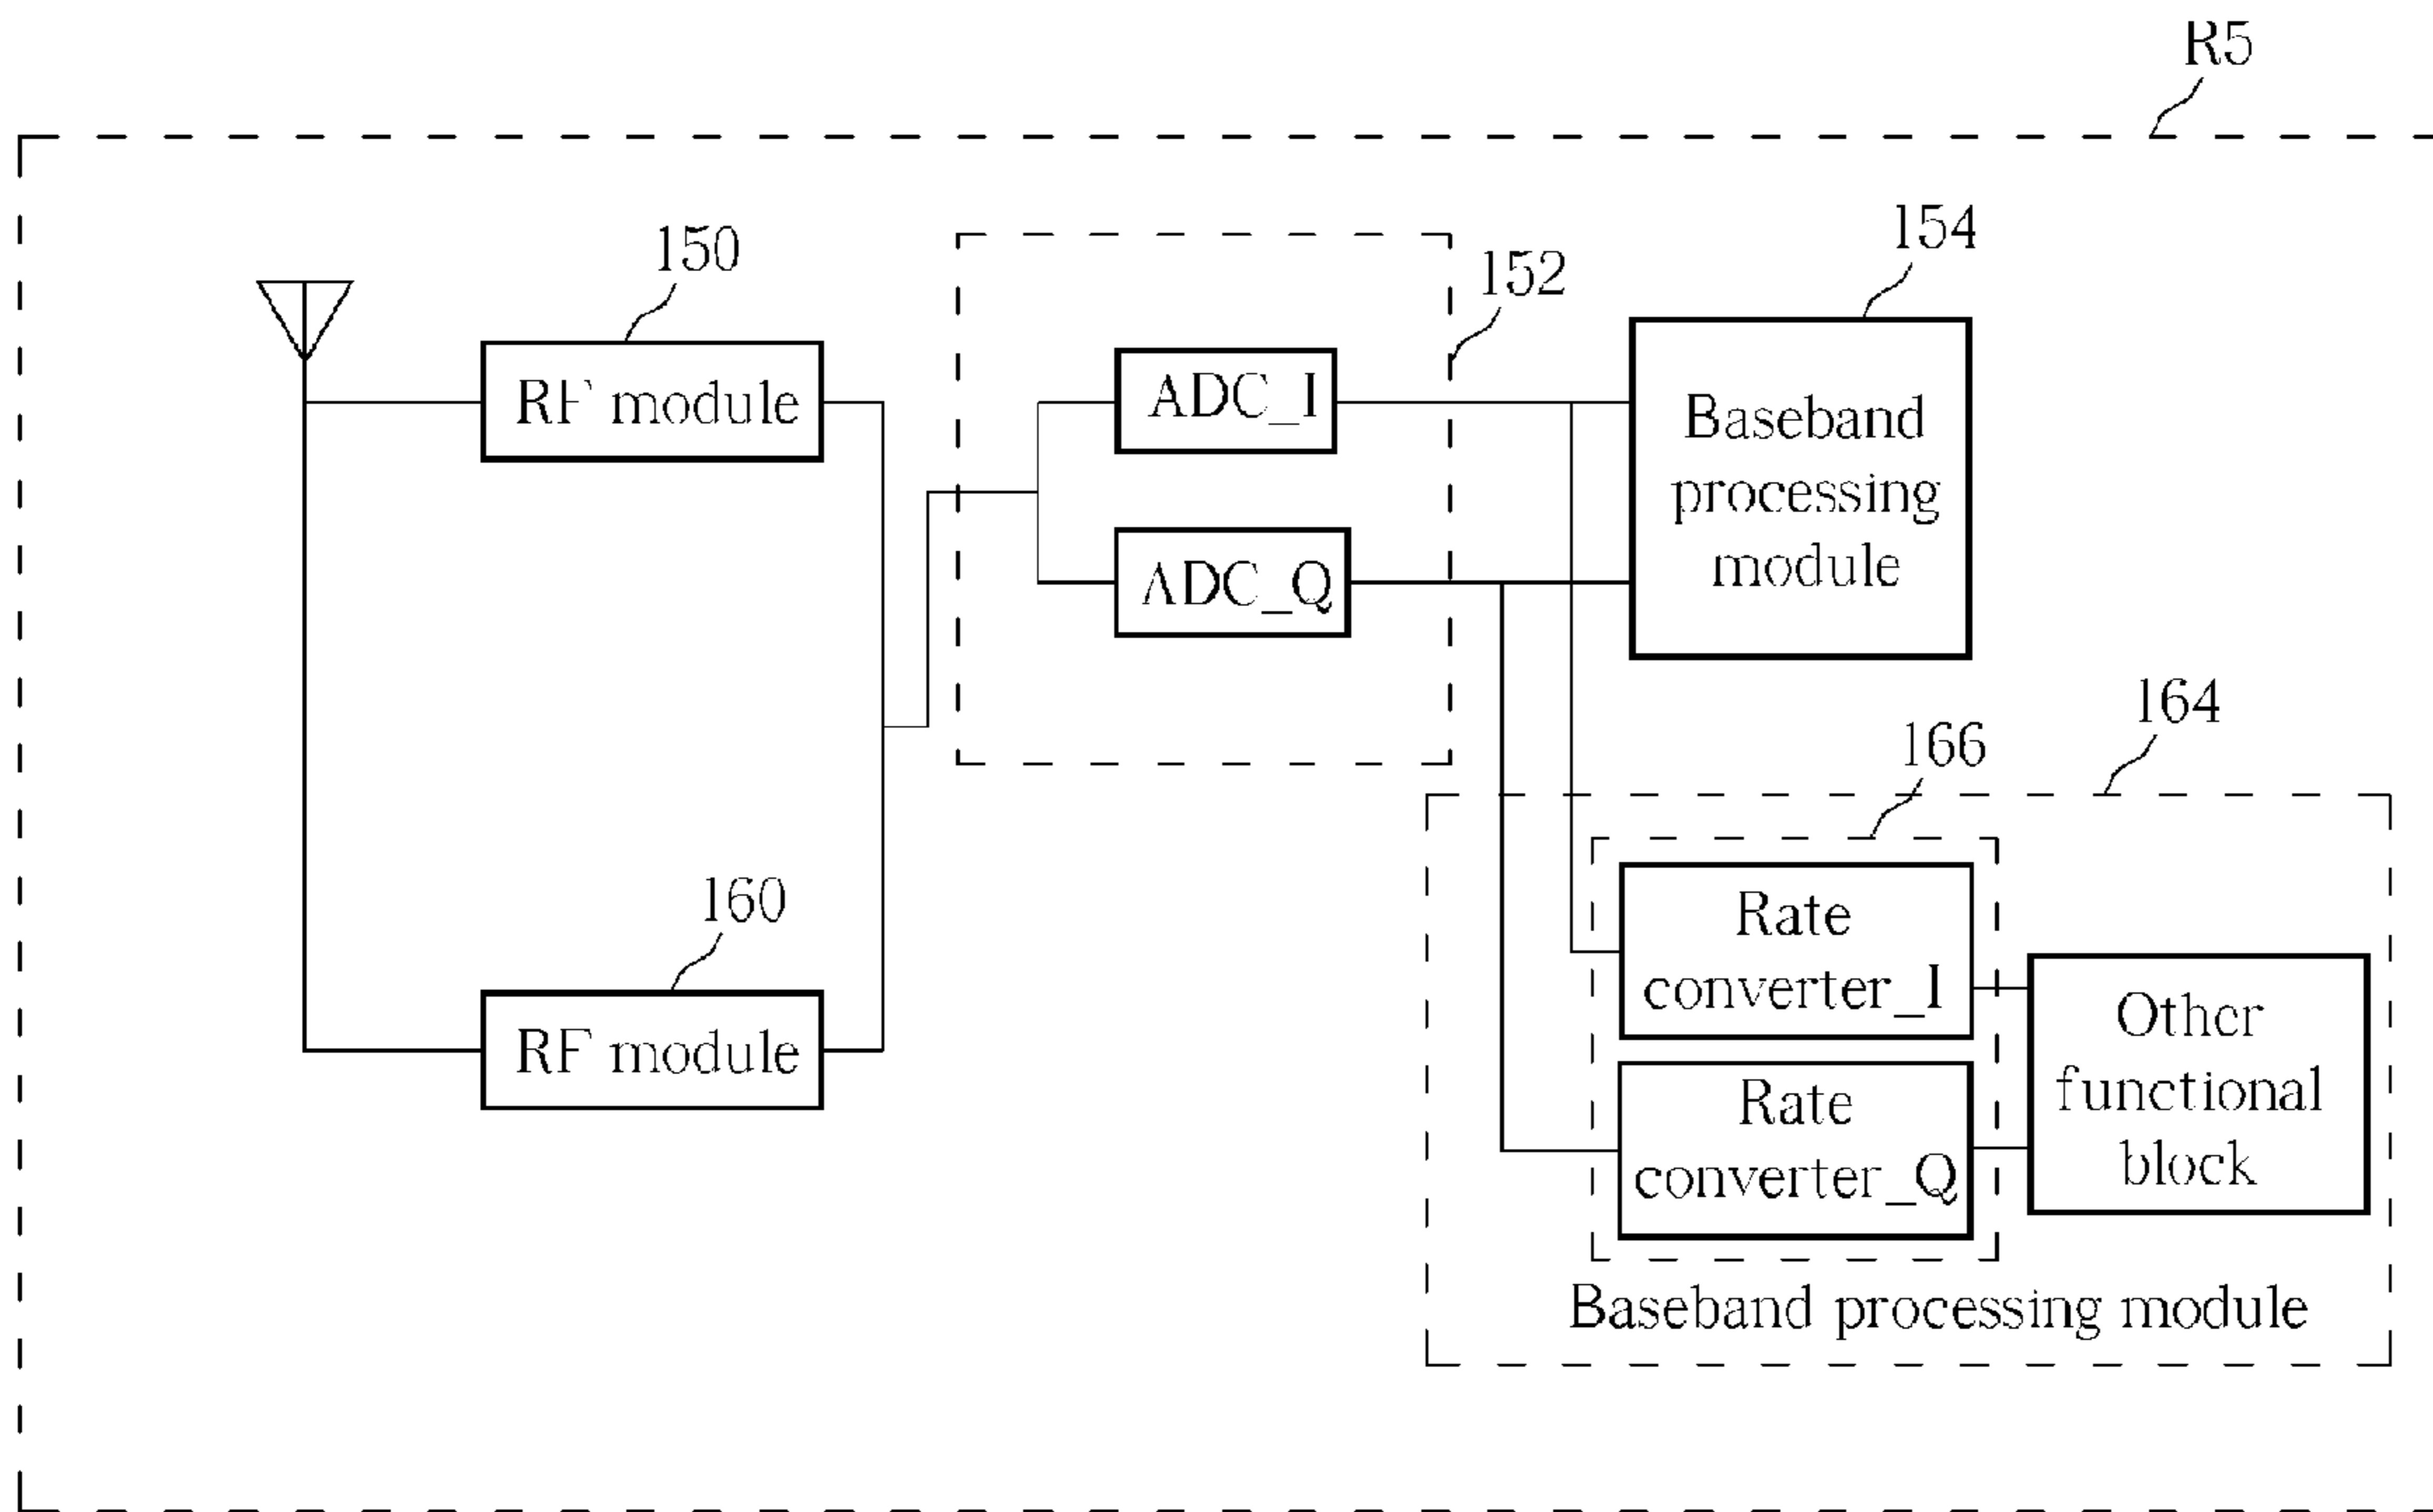 R5
150
152
154
RF module
ADC_I
ADC_Q
Baseband
processing
module
164
166
160
RF module
Rate
converter_I
Rate
converter_Q
Other
functional
block
Baseband processing module